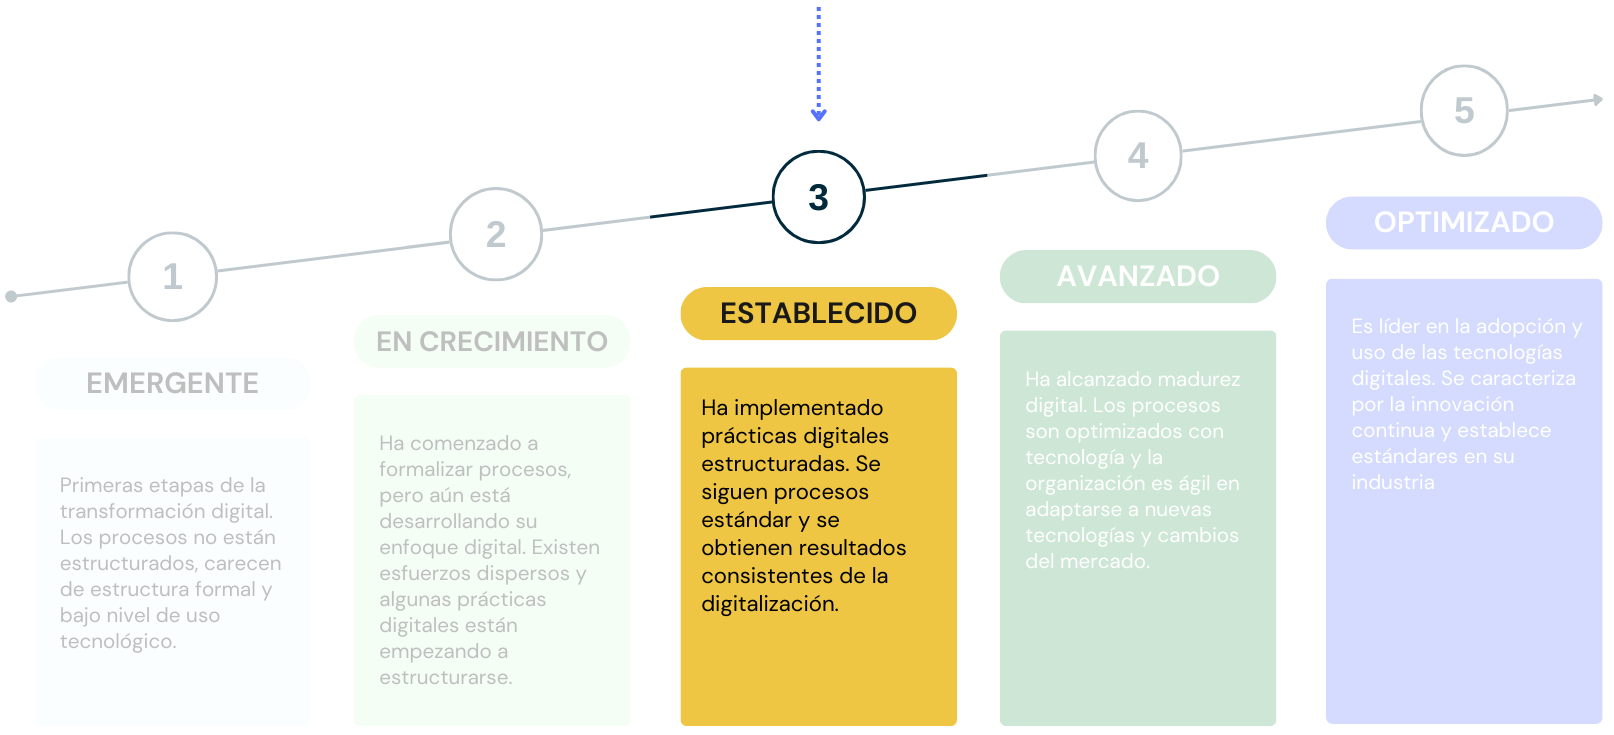 1
EMERGENTE
Primeras etapas de la
transformación digital.
Los procesos no están
estructurados, carecen
de estructura formal y
bajo nivel de uso
tecnológico.
2
EN CRECIMIENTO
Ha comenzado a
formalizar procesos,
pero aún está
desarrollando su
enfoque digital. Existen
esfuerzos dispersos y
algunas prácticas
digitales están
empezando a
estructurarse.
3
ESTABLECIDO
Ha implementado
prácticas digitales
estructuradas. Se
siguen procesos
estándar y se
obtienen resultados
consistentes de la
digitalización.
4
AVANZADO
Ha alcanzado madurez
digital. Los procesos
son optimizados con
tecnología y la
organización es ágil en
adaptarse a nuevas
tecnologías y cambios
del mercado.
5
OPTIMIZADO
Es líder en la adopción y
uso de las tecnologías
digitales. Se caracteriza
por la innovación
continua y establece
estándares en su
industria